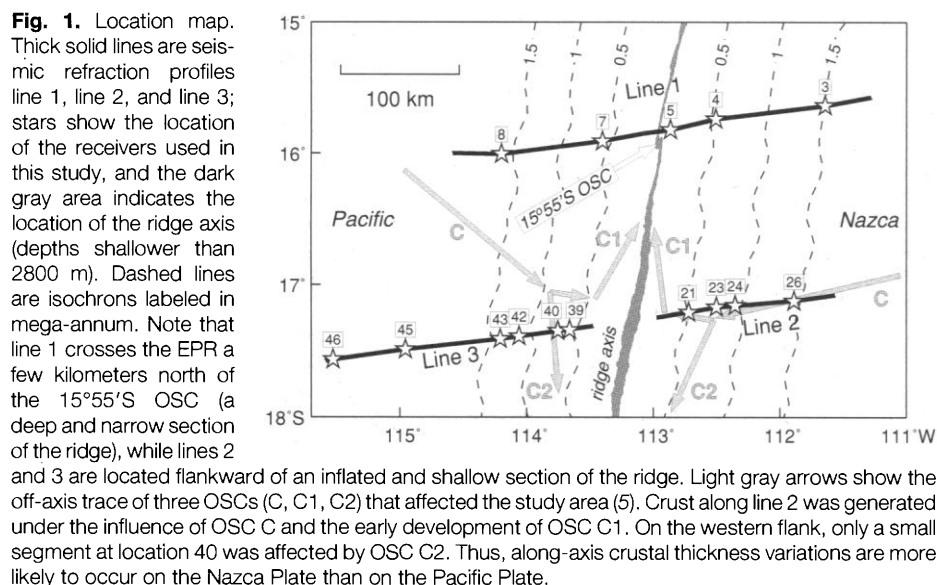 Fig. 1. Location map.
Thick solid lines are seis-
mic refraction profiles
line 1, line 2, and line 3;
stars show the location
of the receivers used in
this study, and the dark
gray area indicates the
location of the ridge axis
(depths shallower than
2800 m). Dashed lines
are isochrons labeled in
mega-annum. Note that
line 1 crosses the EPR a
few kilometers north of
the 15°55'S OSC (a
deep and narrow section
of the ridge), while lines 2
and 3 are located flankward of an inflated and shallow section of the ridge. Light gray arrows show the
off-axis trace of three OSCs (C, C1, C2) that affected the study area (5). Crust along line 2 was generated
under the influence of OSC C and the early development of OSC C1. On the western flank, only a small
segment at location 40 was affected by OSC C2. Thus, along-axis crustal thickness variations are more
likely to occur on the Nazca Plate than on the Pacific Plate.
15°
1.5
1
0.5
0.5
1
1.5
100 km
Line 1
8
7
5
4
3
16°
15°55'S OSC
Pacific
Nazca
C
C1
C1
C
17°
21
23
24
26
Line 2
46
45
43
42
40
39
Line 3
C2
C2
ridge axis
18°S
115°
114°
113°
112°
111°W